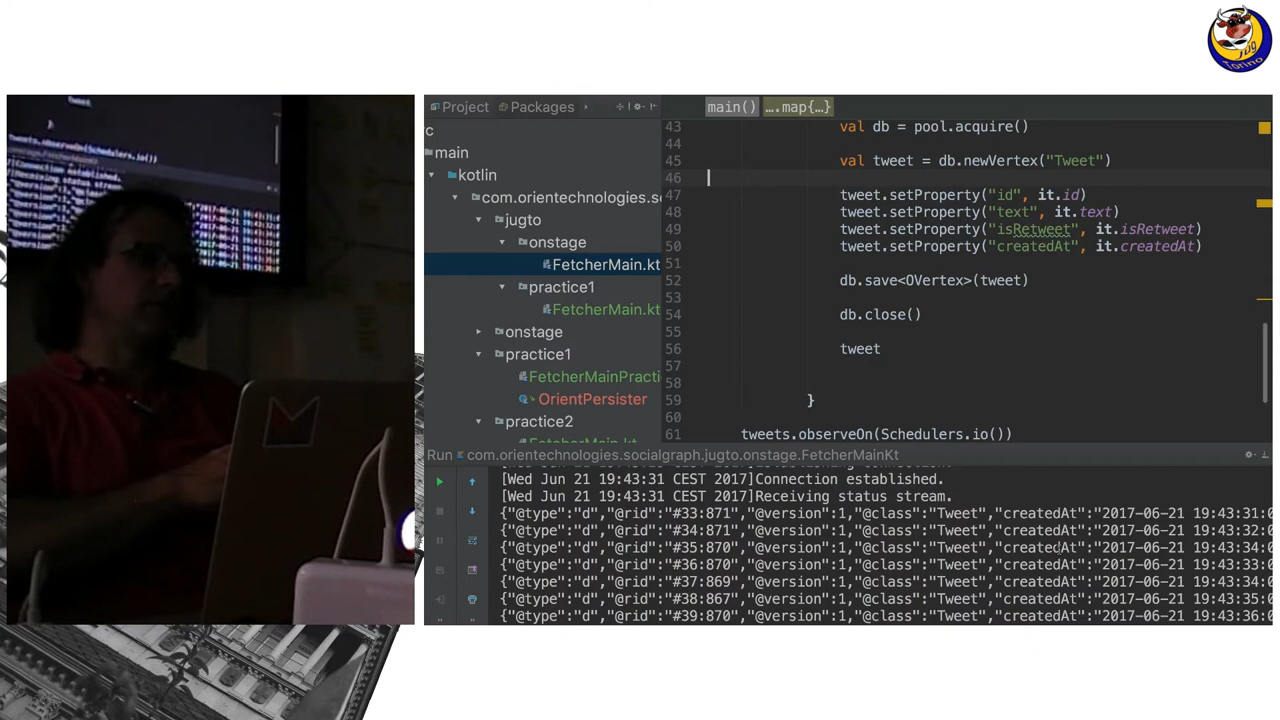 Jug
Torino
Tweet
}
Tweets.observeOn(Schedulers.io())
Project
Packages
main()
….map{…}
rc
main
kotlin
com.orientechnologies.sc
jugto
onstage
FetcherMain.kt
practice1
FetcherMain.kt
onstage
practice1
FetcherMainPracti
OrientPersister
practice2
43 val db = pool.acquire()
44
45 val tweet = db.newVertex("Tweet")
46
47 tweet.setProperty("id", it.id)
48 tweet.setProperty("text", it.text)
49 tweet.setProperty("isRetweet", it.isRetweet)
50 tweet.setProperty("createdAt", it.createdAt)
51
52 db.save<OVertex>(tweet)
53
54 db.close()
55
56 tweet
57
58
59 }
60
61 tweets.observeOn(Schedulers.io())
Run com.orientechnologies.socialgraph.jugto.onstage.FetcherMainKt
[Wed Jun 21 19:43:31 CEST 2017]Connection established.
[Wed Jun 21 19:43:31 CEST 2017]Receiving status stream.
{"@type":"d","@rid":"#33:871","@version":1,"@class":"Tweet","createdAt":"2017-06-21 19:43:31:0
{"@type":"d","@rid":"#34:871","@version":1,"@class":"Tweet","createdAt":"2017-06-21 19:43:32:0
{"@type":"d","@rid":"#35:870","@version":1,"@class":"Tweet","createdAt":"2017-06-21 19:43:34:0
{"@type":"d","@rid":"#36:870","@version":1,"@class":"Tweet","createdAt":"2017-06-21 19:43:33:0
{"@type":"d","@rid":"#37:869","@version":1,"@class":"Tweet","createdAt":"2017-06-21 19:43:34:0
{"@type":"d","@rid":"#38:867","@version":1,"@class":"Tweet","createdAt":"2017-06-21 19:43:35:0
{"@type":"d","@rid":"#39:870","@version":1,"@class":"Tweet","createdAt":"2017-06-21 19:43:36:0